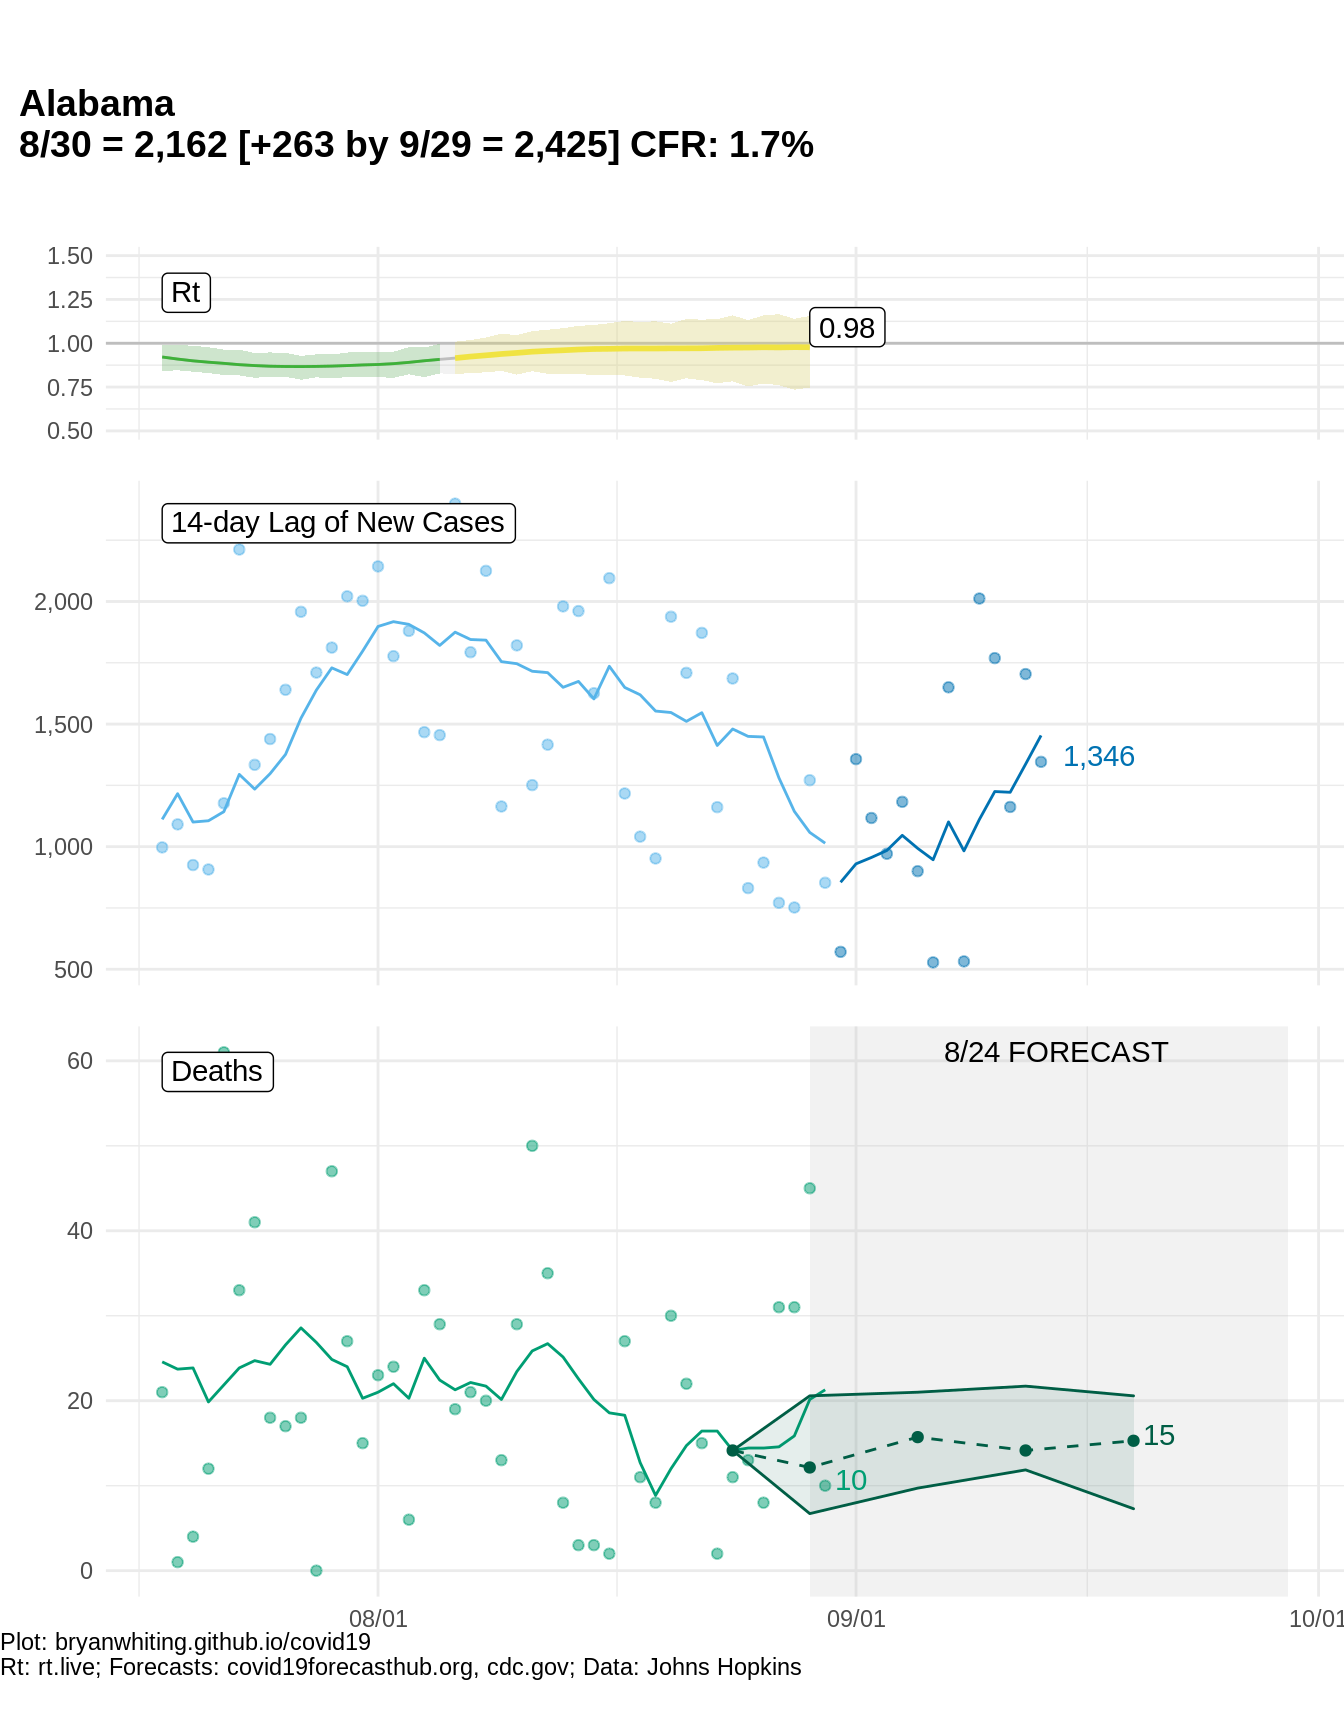 Alabama
8/30 = 2,162 [+263 by 9/29 = 2,425] CFR: 1.7%
1.50
1.25
1.00
0.75
0.50
Rt
0.98
14-day Lag of New Cases
2,000
1,500
1,000
500
1,346
8/24 FORECAST
Deaths
60
40
20
0
15
10
08/01
09/01
10/01
Plot: bryanwhiting.github.io/covid19
Rt: rt.live; Forecasts: covid19forecasthub.org, cdc.gov; Data: Johns Hopkins